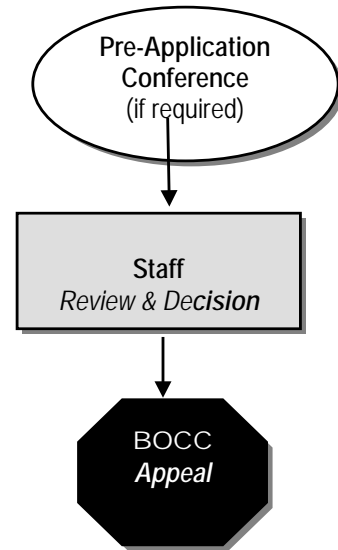 Pre-Application
Conference
(if required)
Staff
Review & Decision
BOCC
Appeal